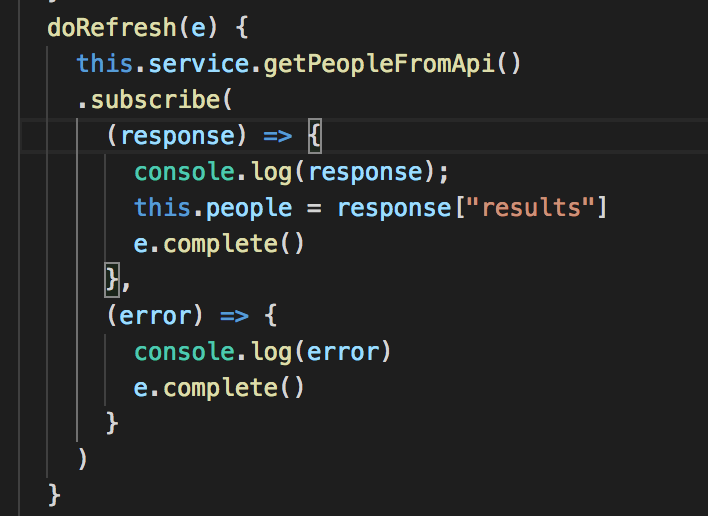 doRefresh(e) {
this.service.getPeopleFromApi()
.subscribe(
(response) => {
console.log(response);
this.people = response["results"]
e.complete()
},
(error) => {
console.log(error)
e.complete()
}
)
}